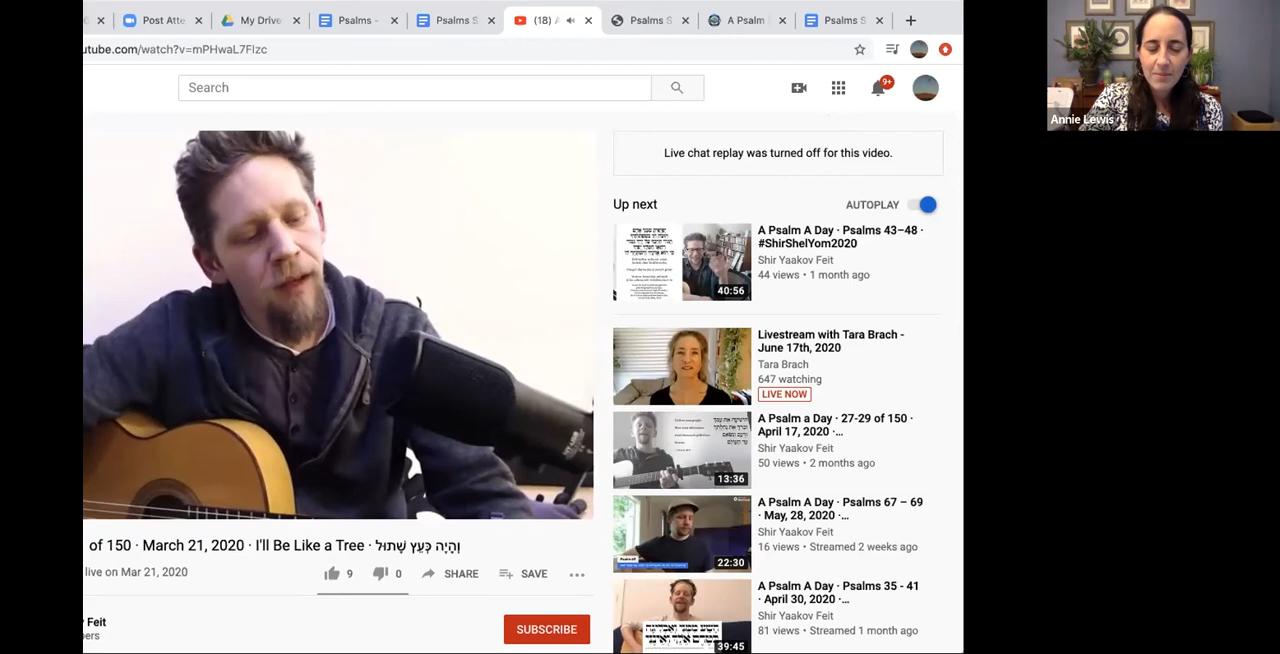 Post Atte
My Drive
Psalms -
Psalms S
(18)
Psalms S
A Psalm
Psalms S
utube.com/watch?v=mPHwaL7FIzc
Search
9+
Annie Lewis
Live chat replay was turned off for this video.
Up next
AUTOPLAY
A Psalm A Day · Psalms 43–48 ·
#ShirShelYom2020
Shir Yaakov Feit
44 views • 1 month ago
40:56
Livestream with Tara Brach -
June 17th, 2020
Tara Brach
647 watching
LIVE NOW
A Psalm a Day · 27-29 of 150 ·
April 17, 2020 ·...
Shir Yaakov Feit
50 views • 2 months ago
13:36
A Psalm A Day · Psalms 67 – 69
· May, 28, 2020 ·...
Shir Yaakov Feit
16 views • Streamed 2 weeks ago
22:30
A Psalm A Day · Psalms 35 - 41
· April 30, 2020 ·...
Shir Yaakov Feit
81 views • Streamed 1 month ago
39:45
of 150 · March 21, 2020 · I'll Be Like a Tree · וְהָיָה כְּעֵץ שָׁתוּל
live on Mar 21, 2020
9
0
SHARE
SAVE
Feit
bers
SUBSCRIBE